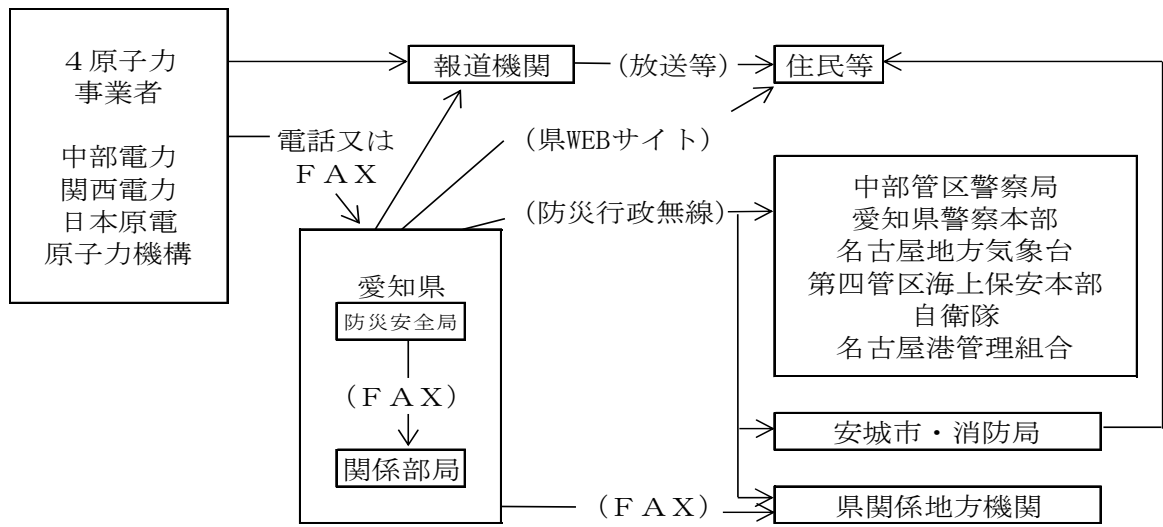 ４原子力
事業者
中部電力
関西電力
日本原電
原子力機構
報道機関
（放送等）
住民等
電話又は
ＦＡＸ
（県WEBサイト）
（防災行政無線）
中部管区警察局
愛知県警察本部
名古屋地方気象台
第四管区海上保安本部
自衛隊
名古屋港管理組合
愛知県
防災安全局
（ＦＡＸ）
関係部局
安城市・消防局
（ＦＡＸ）
県関係地方機関